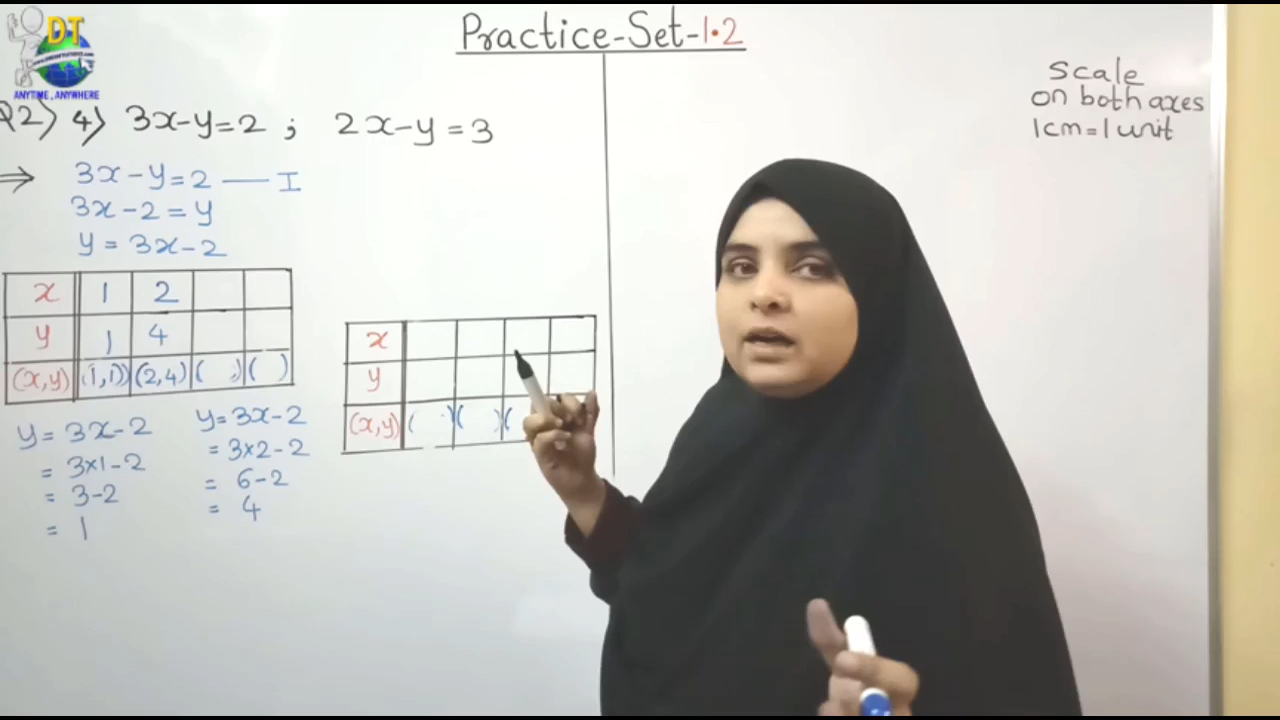 DT
ANYTIME, ANYWHERE
Practice-Set-1.2
Scale
on both axes
1cm = 1 unit
Q2) 4) 3x-y=2 ; 2x-y=3
⇒ 3x-y=2 — I
3x-2=y
y=3x-2
x 1 2
y 1 4
(x,y) (1,1) (2,4) ( , ) ( )
y=3x-2
= 3×1-2
= 3-2
= 1
y=3x-2
= 3×2-2
= 6-2
= 4
x
y
(x,y) ( , ) ( ) (